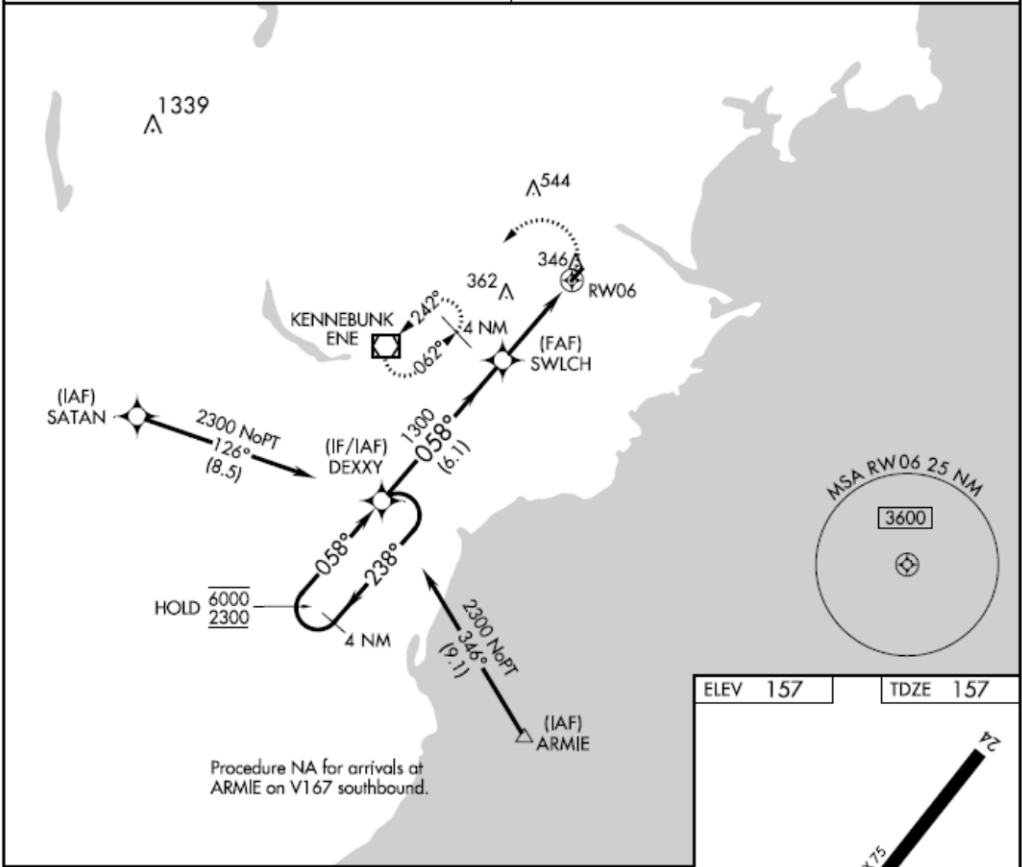 1339
544
346
RW06
362
242°
KENNEBUNK
ENE
4 NM
062°
(FAF)
SWLCH
(IAF)
SATAN
2300 NoPT
126°
(8.5)
(IF/IAF)
DEXXY
1300
058°
(6.1)
058°
238°
HOLD 6000
2300
4 NM
2300 NoPT
346°
(9.1)
(IAF)
ARMIE
Procedure NA for arrivals at
ARMIE on V167 southbound.
MSA RW06 25 NM
3600
ELEV 157
TDZE 157
24
X 75